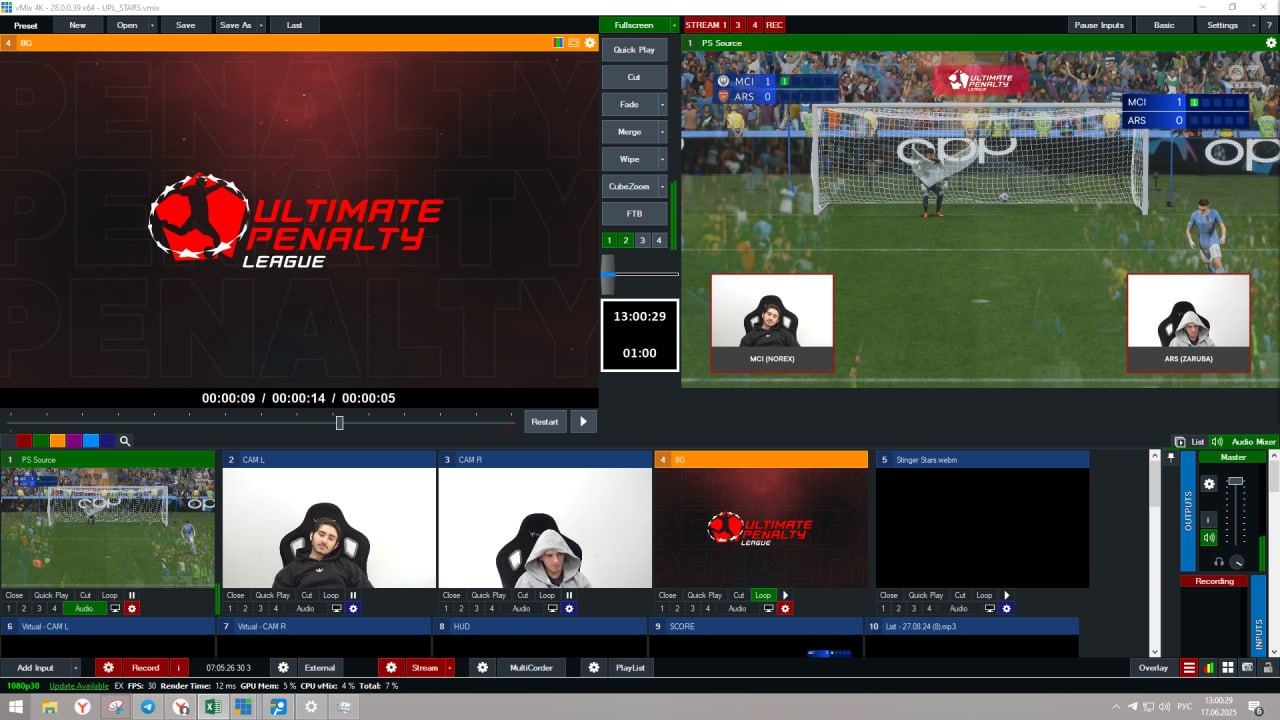 vMix 4K - 28.0.0.39 x64 - UPL_STARS.vmix
Preset New Open Save Save As Last Fullscreen STREAM 1 3 4 REC Pause Inputs Basic Settings ?
4 BG
1 PS Source
PENALTY
ULTIMATE
PENALTY
LEAGUE
PENALTY
00:00:09 / 00:00:14 / 00:00:05
Restart
Quick Play
Cut
Fade
Merge
Wipe
CubeZoom
FTB
1 2 3 4
13:00:29
01:00
MCI 1 1
ARS 0
ULTIMATE
PENALTY
LEAGUE
MCI 1 1
ARS 0
opp
op
MCI (NOREX)
ARS (ZARUBA)
List Audio Mixer
1 PS Source
2 CAM L
3 CAM R
4 BG
5 Stinger Stars.webm
ULTIMATE
PENALTY
LEAGUE
Close Quick Play Cut Loop
1 2 3 4 Audio
Close Quick Play Cut Loop
1 2 3 4 Audio
Close Quick Play Cut Loop
1 2 3 4 Audio
Close Quick Play Cut Loop
1 2 3 4 Audio
Close Quick Play Cut Loop
1 2 3 4 Audio
6 Virtual - CAM L
7 Virtual - CAM R
8 HUD
9 SCORE
10 List - 27.08.24 (8).mp3
OUTPUTS
Master
Recording
INPUTS
Add Input Record i 07:05:26 30 3 External Stream MultiCorder PlayList Overlay
1080p30 Update Available EX FPS: 30 Render Time: 12 ms GPU Mem: 5 % CPU vMix: 4 % Total: 7 %
РУС
13:00:29
17.06.2025
6